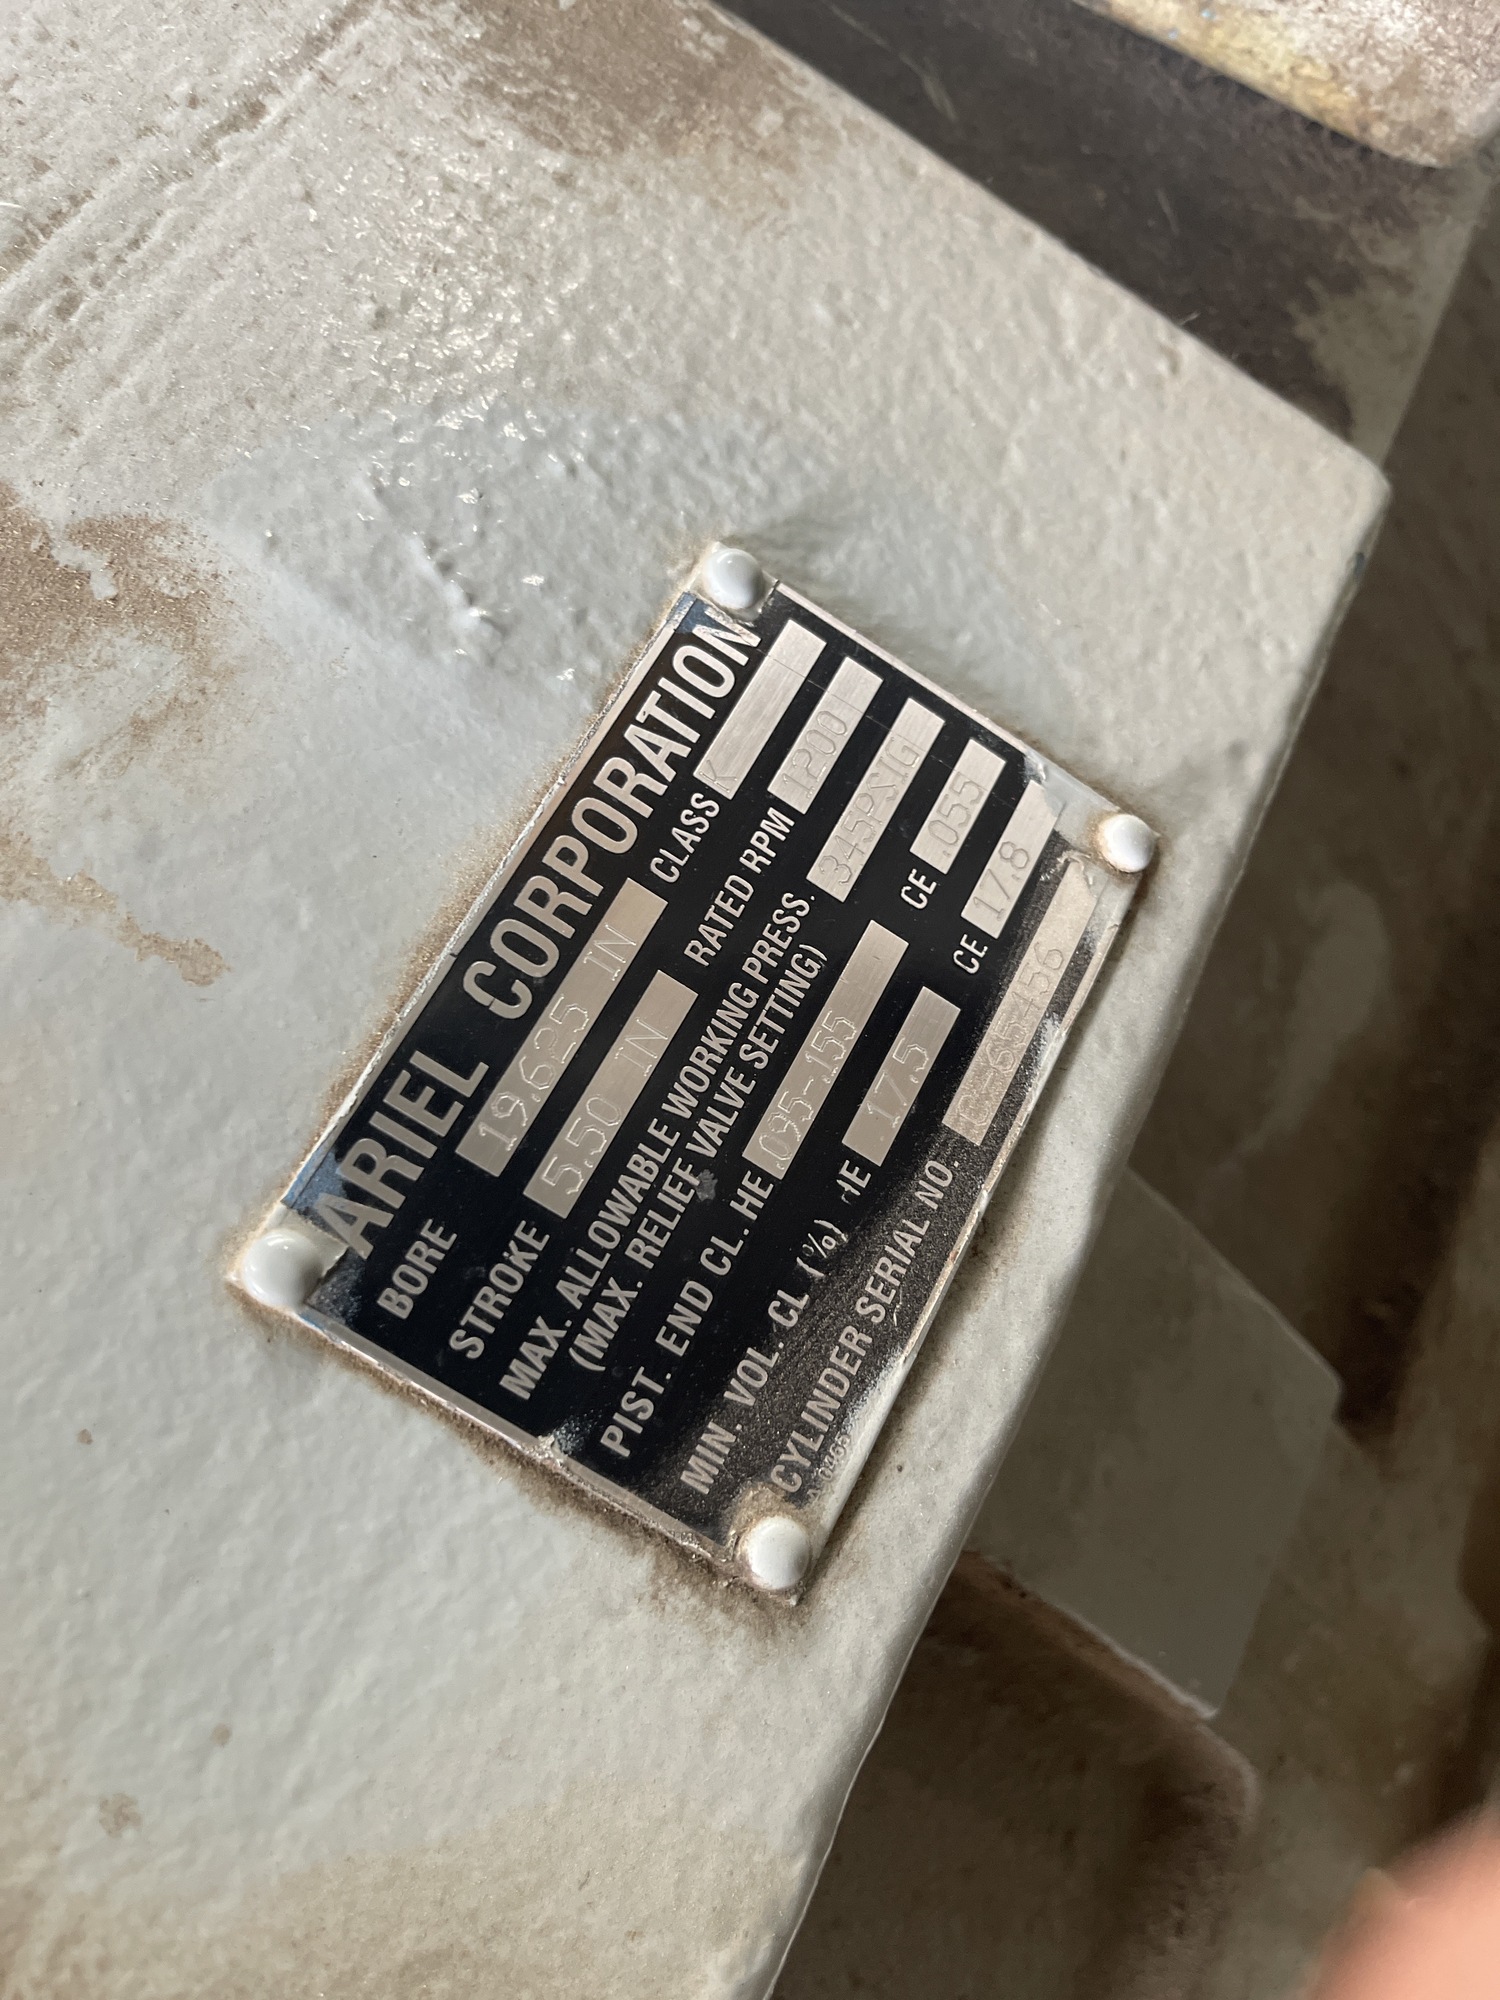 ARIEL CORPORATION
BORE 19.625 IN CLASS K
STROKE 5.50 IN RATED RPM 1200
MAX. ALLOWABLE WORKING PRESS. 345PSIG
(MAX. RELIEF VALVE SETTING)
PIST. END CL. HE .095-.155 CE .055
MIN. VOL. CL (%) HE 17.5 CE 17.8
CYLINDER SERIAL NO.